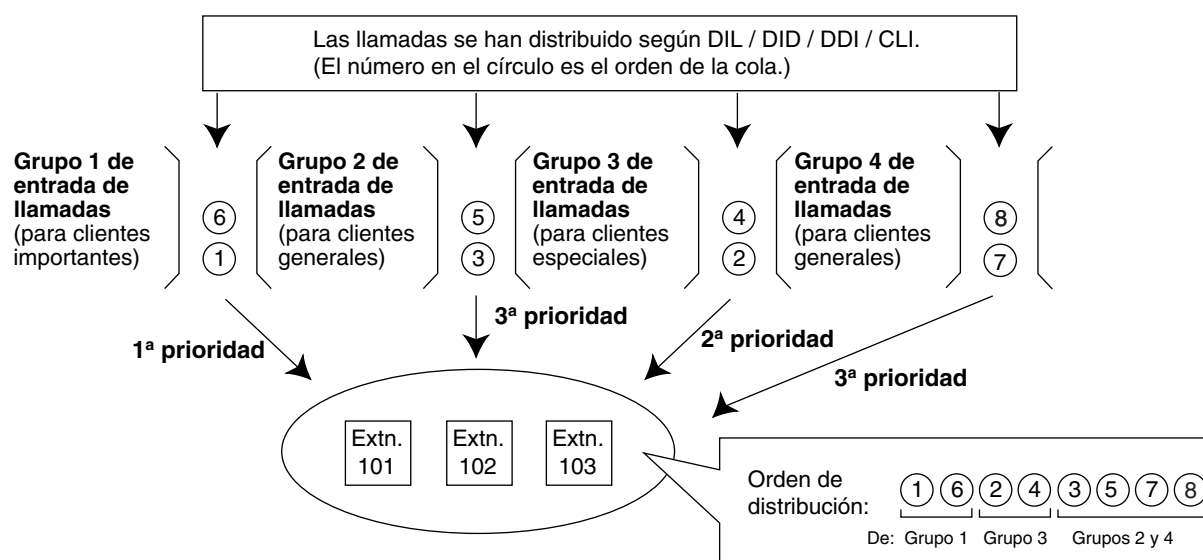 Las llamadas se han distribuido según DIL / DID / DDI / CLI.
(El número en el círculo es el orden de la cola.)
Grupo 1 de
entrada de
llamadas
(para clientes
importantes)
6
1
Grupo 2 de
entrada de
llamadas
(para clientes
generales)
5
3
Grupo 3 de
entrada de
llamadas
(para clientes
especiales)
4
2
Grupo 4 de
entrada de
llamadas
(para clientes
generales)
8
7
1ª prioridad
3ª prioridad
2ª prioridad
3ª prioridad
Extn.
101
Extn.
102
Extn.
103
Orden de
distribución:
1 6 2 4 3 5 7 8
De: Grupo 1 Grupo 3 Grupos 2 y 4